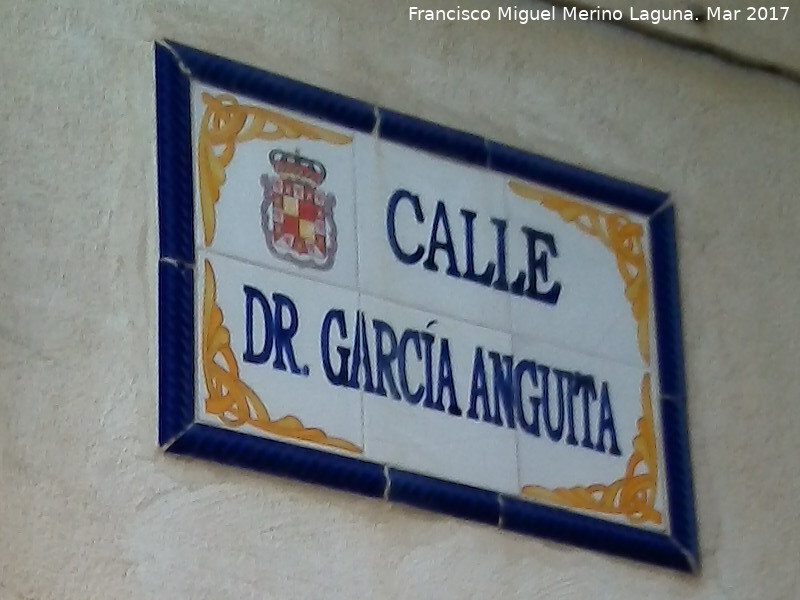 Francisco Miguel Merino Laguna. Mar 2017
CALLE
DR. GARCÍA ANGUITA